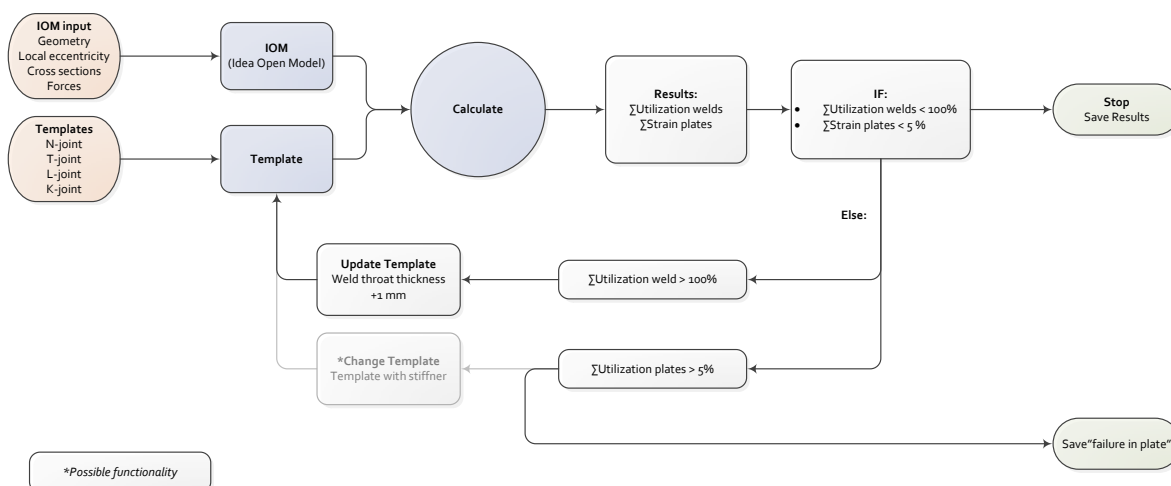 IOM input
Geometry
Local eccentricity
Cross sections
Forces
IOM
(Idea Open Model)
Calculate
Results:
∑Utilization welds
∑Strain plates
IF:
• ∑Utilization welds < 100%
• ∑Strain plates < 5 %
Stop
Save Results
Templates
N-joint
T-joint
L-joint
K-joint
Template
Else:
Update Template
Weld throat thickness
+1 mm
∑Utilization weld > 100%
*Change Template
Template with stiffner
∑Utilization plates > 5%
Save"failure in plate"
*Possible functionality